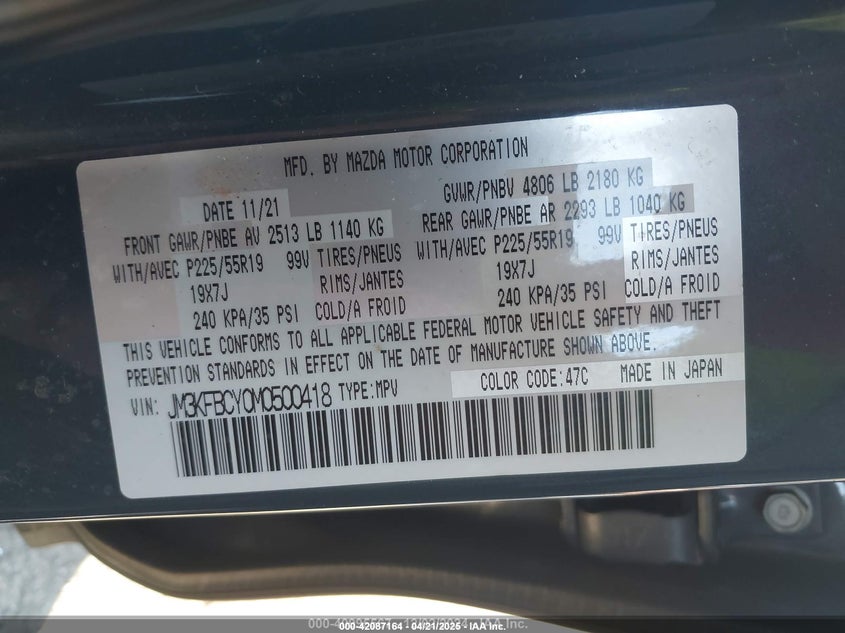 MFD. BY MAZDA MOTOR CORPORATION
DATE 11/21 GVWR/PNBV 4806 LB 2180 KG
FRONT GAWR/PNBE AV 2513 LB 1140 KG REAR GAWR/PNBE AR 2293 LB 1040 KG
WITH/AVEC P225/55R19 99V TIRES/PNEUS WITH/AVEC P225/55R19 99V TIRES/PNEUS
19X7J RIMS/JANTES 19X7J RIMS/JANTES
240 KPA/35 PSI COLD/A FROID 240 KPA/35 PSI COLD/A FROID
THIS VEHICLE CONFORMS TO ALL APPLICABLE FEDERAL MOTOR VEHICLE SAFETY AND THEFT
PREVENTION STANDARDS IN EFFECT ON THE DATE OF MANUFACTURE SHOWN ABOVE.
VIN: JM3KFBCY0M0500418 TYPE:MPV COLOR CODE:47C MADE IN JAPAN
42087164 - 04/21/2025 - IAA Inc.